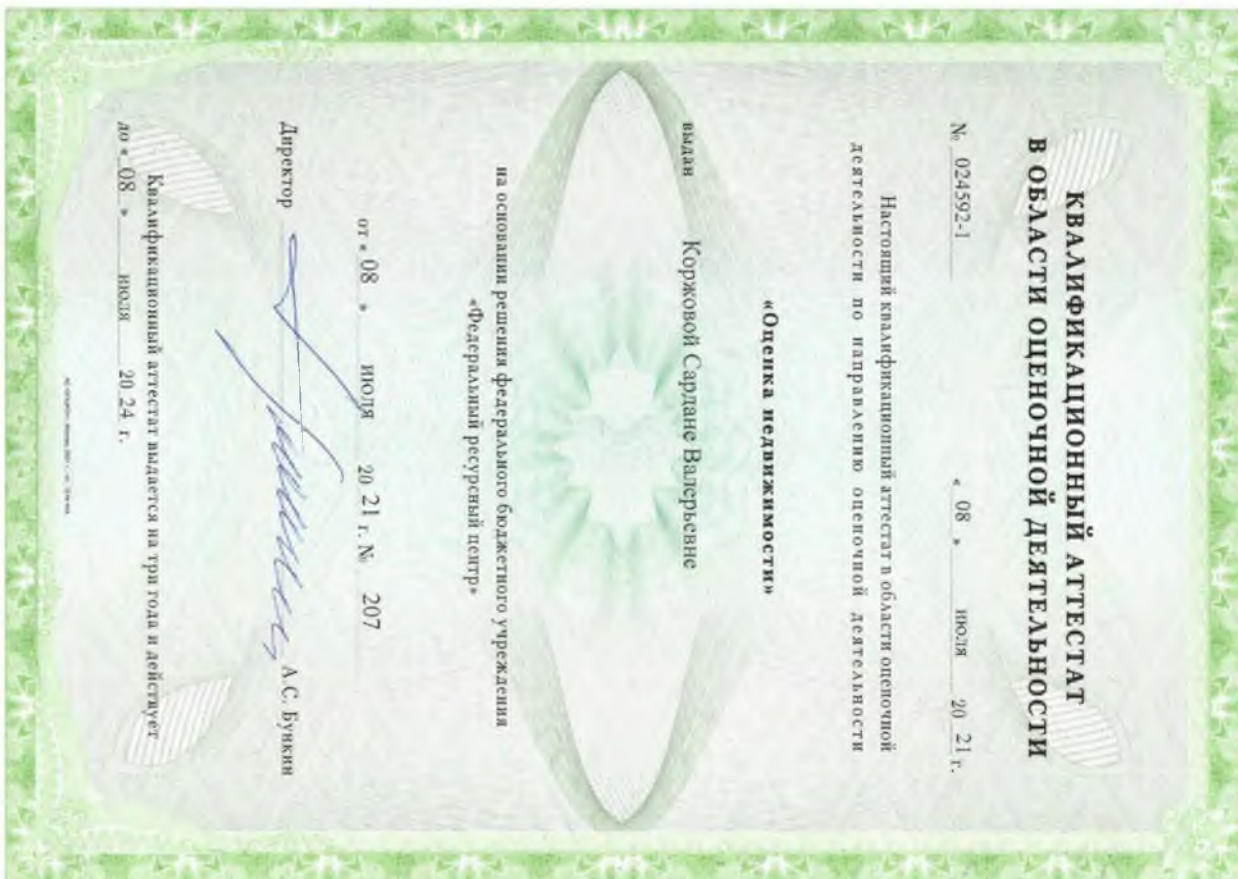 КВАЛИФИКАЦИОННЫЙ АТТЕСТАТ
В ОБЛАСТИ ОЦЕНОЧНОЙ ДЕЯТЕЛЬНОСТИ
№ 024592-1 « 08 » июля 20 21 г.
Настоящий квалификационный аттестат в области оценочной
деятельности по направлению оценочной деятельности
«Оценка недвижимости»
выдан Коржовой Сардане Валерьевне
на основании решения федерального бюджетного учреждения
«Федеральный ресурсный центр»
от « 08 » июля 20 21 г. № 207
Директор А.С. Бункин
Квалификационный аттестат выдается на три года и действует
до « 08 » июля 20 24 г.